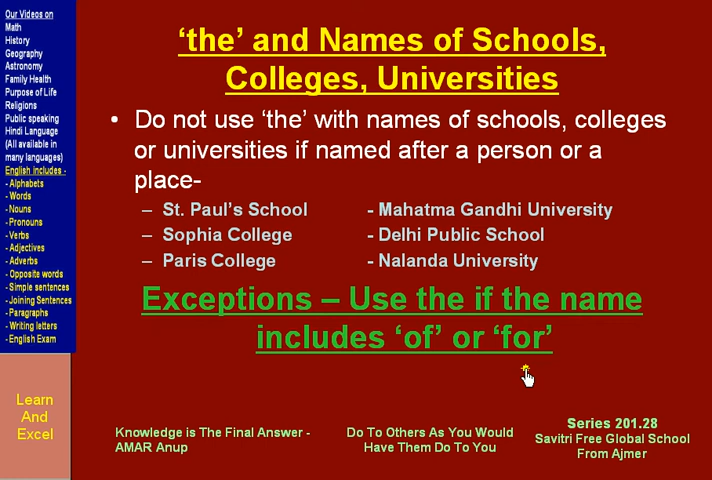 Our Videos on
Math
History
Geography
Astronomy
Family Health
Purpose of Life
Religions
Public speaking
Hindi Language
(All available in
many languages)
English includes -
- Alphabets
- Words
- Nouns
- Pronouns
- Verbs
- Adjectives
- Adverbs
- Opposite words
- Simple sentences
- Joining Sentences
- Paragraphs
- Writing letters
- English Exam
Learn
And
Excel
‘the’ and Names of Schools,
Colleges, Universities
• Do not use ‘the’ with names of schools, colleges
or universities if named after a person or a
place-
– St. Paul’s School - Mahatma Gandhi University
– Sophia College - Delhi Public School
– Paris College - Nalanda University
Exceptions – Use the if the name
includes ‘of’ or ‘for’
Knowledge is The Final Answer -
AMAR Anup
Do To Others As You Would
Have Them Do To You
Series 201.28
Savitri Free Global School
From Ajmer